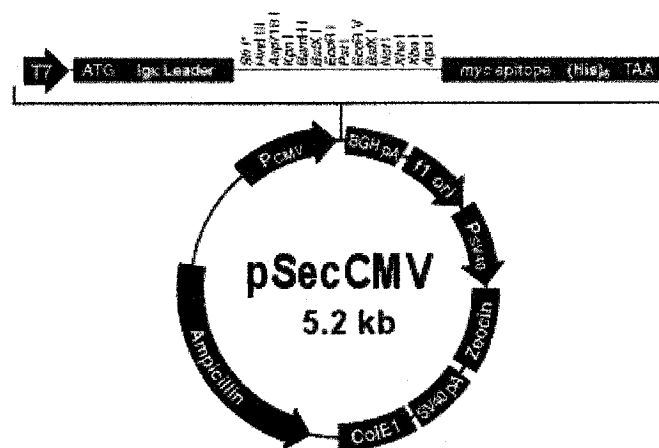 Sfi I*
Hind III
Asp718 I
Kpn I
BamH I
BstX I
EcoR I
Pst I
EcoR V
BstX I
Not I
Xho I
Xba I
Apa I
T7 ATG Igκ Leader myc epitope (His)6 TAA
PCMV
BGH pA
f1 ori
PSV40
Zeocin
SV40 pA
ColE1
Ampicillin
pSecCMV
5.2 kb